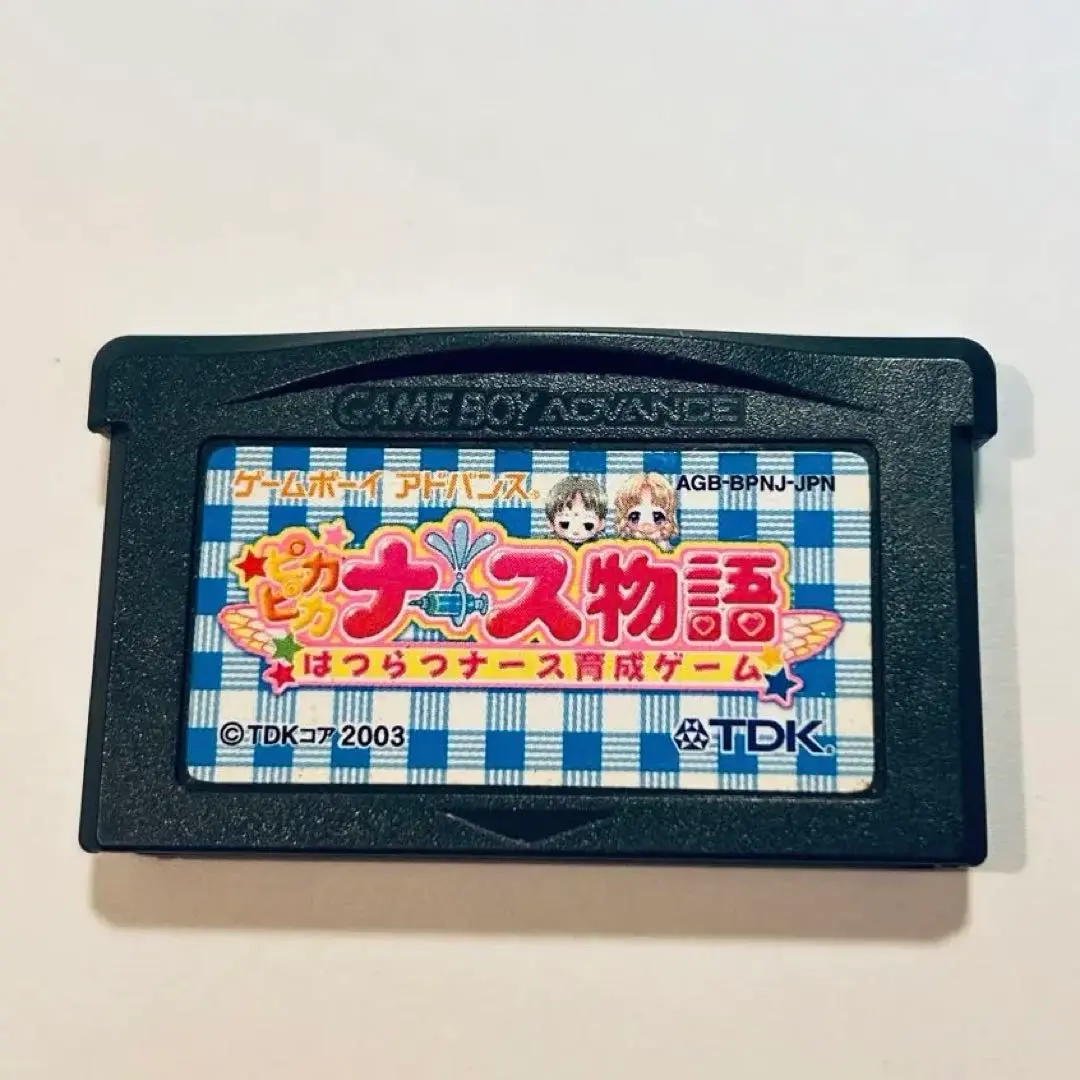 GAME BOY ADVANCE
ゲームボーイ アドバンス®
AGB-BPNJ-JPN
ピカピカ
ナース物語
はつらつナース育成ゲーム
©TDKコア 2003
TDK®